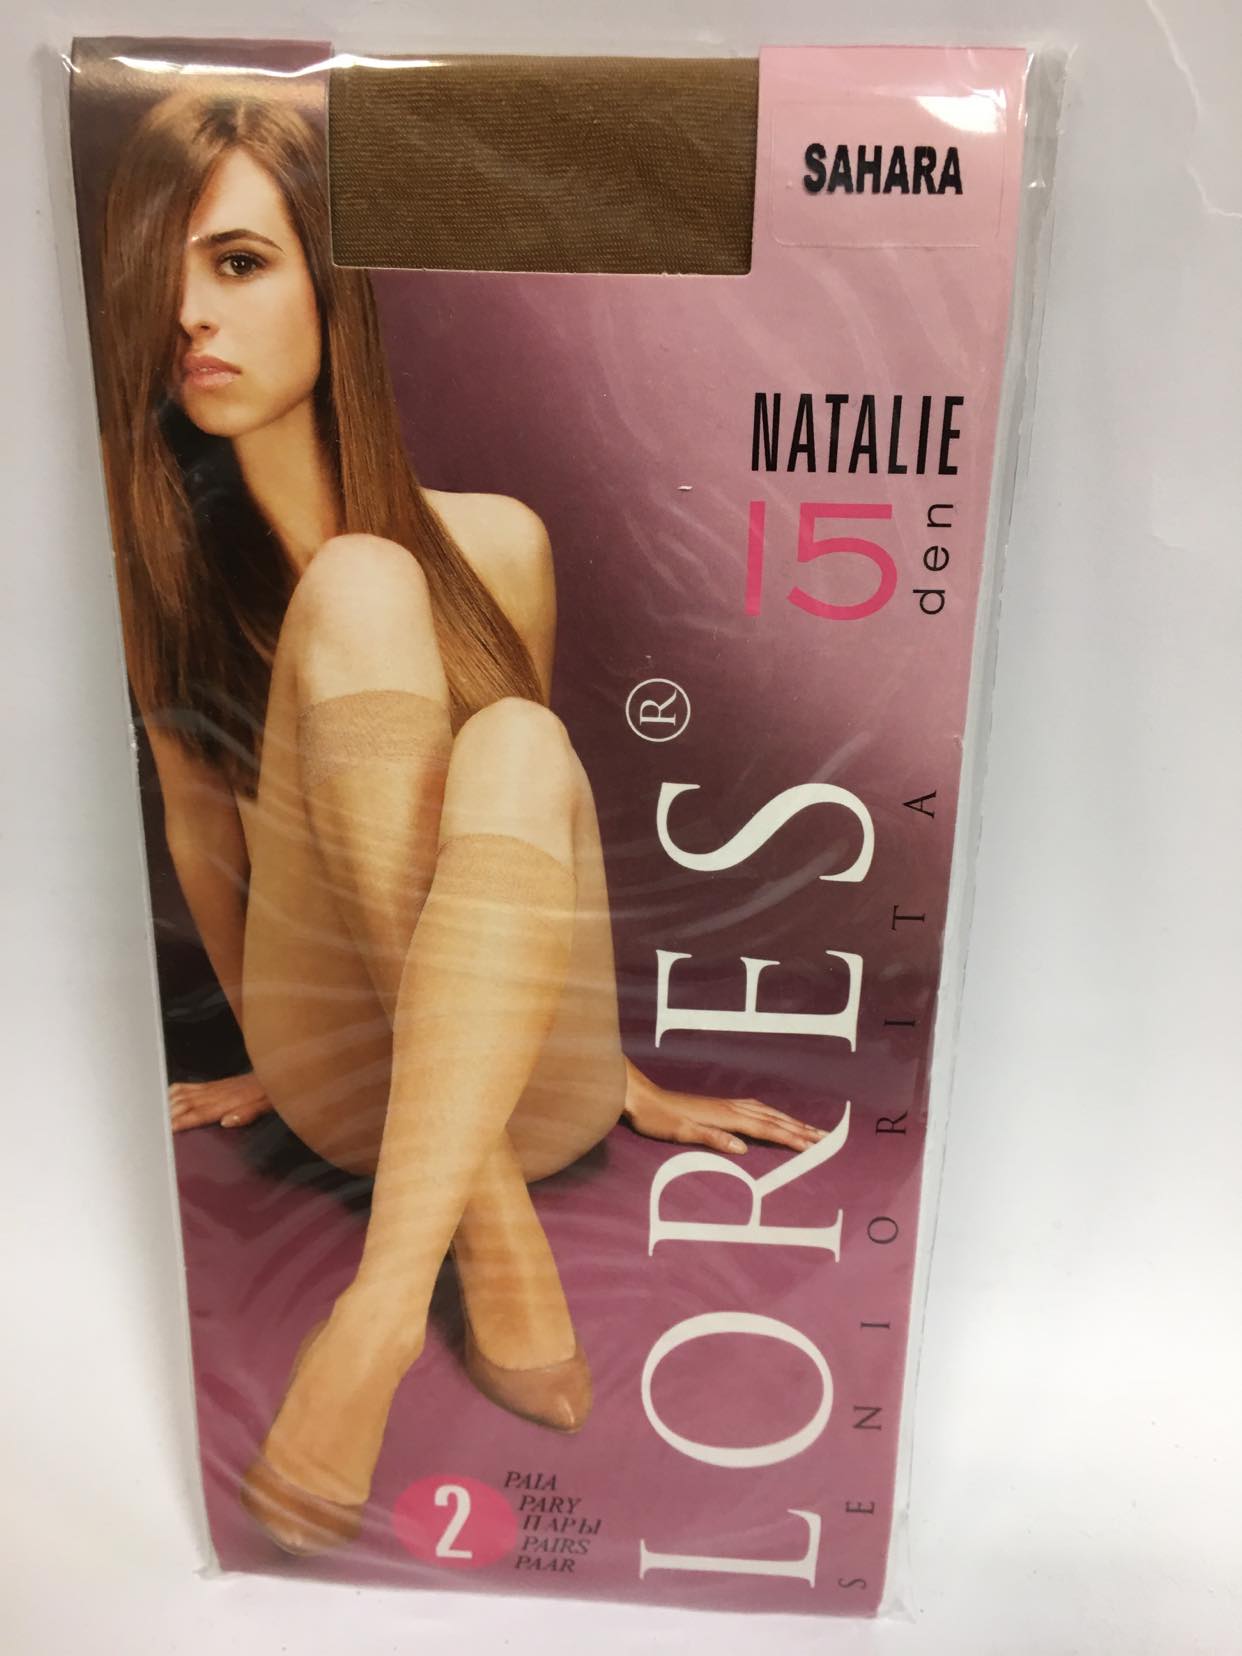 SAHARA
NATALIE
15 den
LORES®
SENIORITA
2
PAIA
PARY
ПАРЫ
PAIRS
PAAR